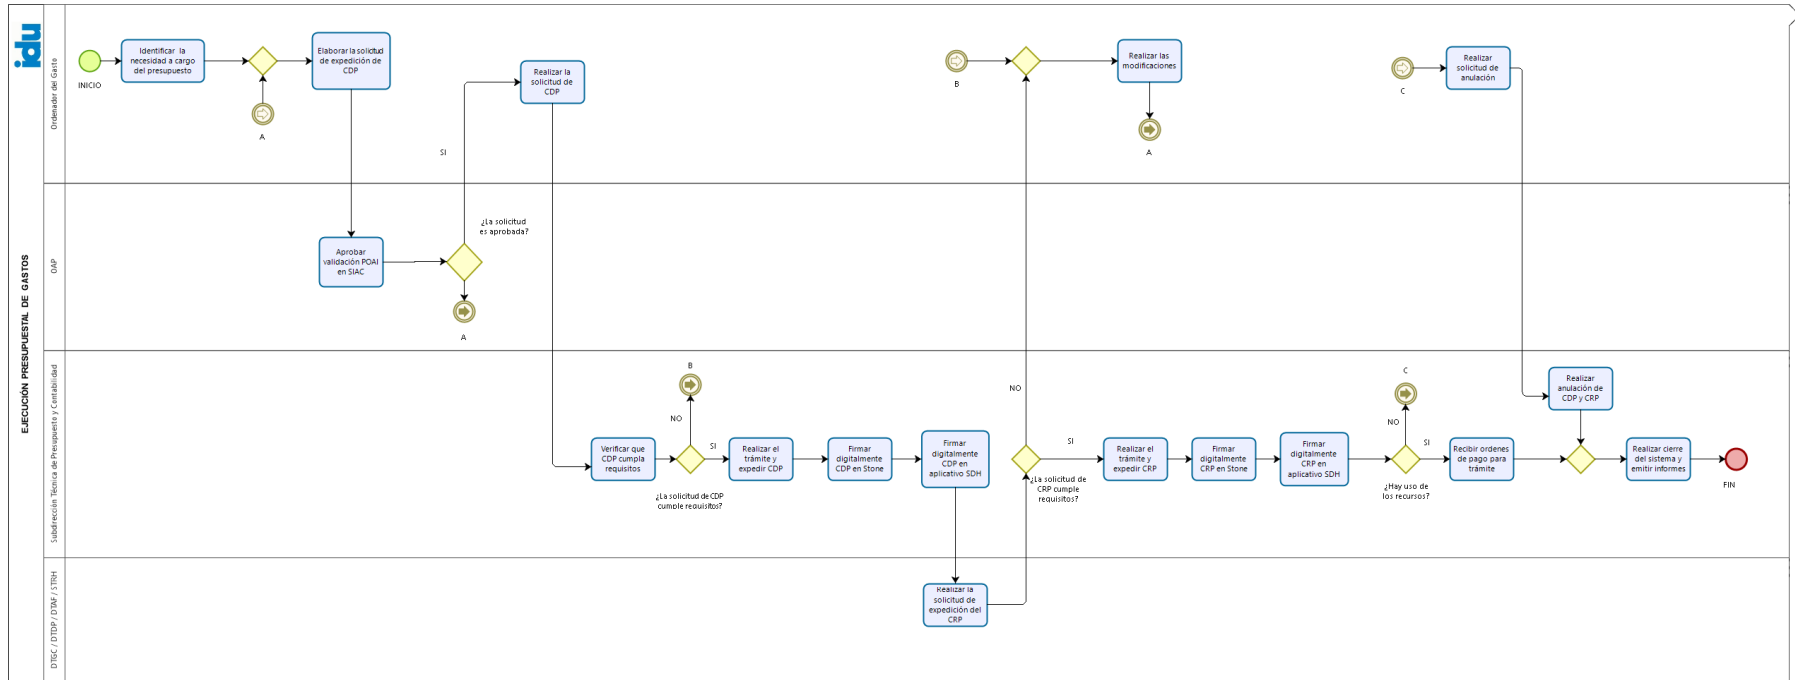 idu
EJECUCIÓN PRESUPUESTAL DE GASTOS
Ordenador del Gasto
INICIO
Identificar la
necesidad a cargo
del presupuesto
A
Elaborar la solicitud
de expedición de
CDP
SI
Realizar la
solicitud de
CDP
B
Realizar las
modificaciones
A
C
Realizar
solicitud de
anulación
OAP
Aprobar
validación POAI
en SIAC
¿La solicitud
es aprobada?
A
Subdirección Técnica de Presupuesto y Contabilidad
Verificar que
CDP cumpla
requisitos
B
NO
SI
¿La solicitud de CDP
cumple requisitos?
Realizar el
trámite y
expedir CDP
Firmar
digitalmente
CDP en Stone
Firmar
digitalmente
CDP en
aplicativo SDH
NO
SI
¿La solicitud de
CRP cumple
requisitos?
Realizar el
trámite y
expedir CRP
Firmar
digitalmente
CRP en Stone
Firmar
digitalmente
CRP en
aplicativo SDH
C
NO
SI
¿Hay uso de
los recursos?
Recibir ordenes
de pago para
trámite
Realizar
anulación de
CDP y CRP
Realizar cierre
del sistema y
emitir informes
FIN
DTGC / DTDP / DTAF / STRH
Realizar la
solicitud de
expedición del
CRP